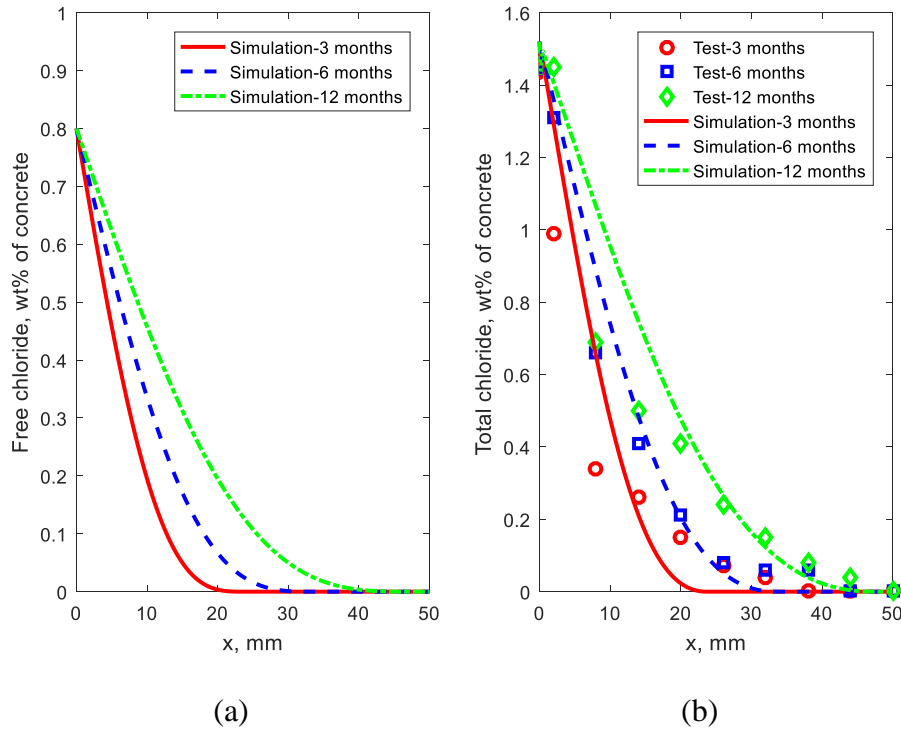 1
0.9
0.8
0.7
0.6
0.5
0.4
0.3
0.2
0.1
0
0 10 20 30 40 50
x, mm
Free chloride, wt% of concrete
Simulation-3 months
Simulation-6 months
Simulation-12 months
(a)
1.6
1.4
1.2
1
0.8
0.6
0.4
0.2
0
0 10 20 30 40 50
x, mm
Total chloride, wt% of concrete
Test-3 months
Test-6 months
Test-12 months
Simulation-3 months
Simulation-6 months
Simulation-12 months
(b)